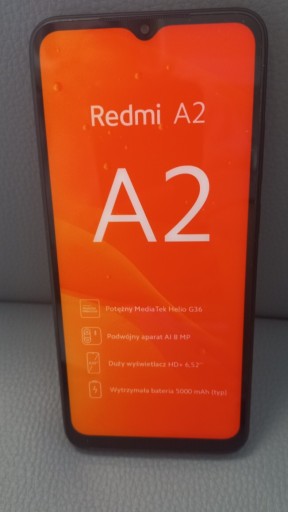 Redmi A2
A2
Potężny MediaTek Helio G36
Podwójny aparat AI 8 MP
Duży wyświetlacz HD+ 6,52"
Wytrzymała bateria 5000 mAh (typ)